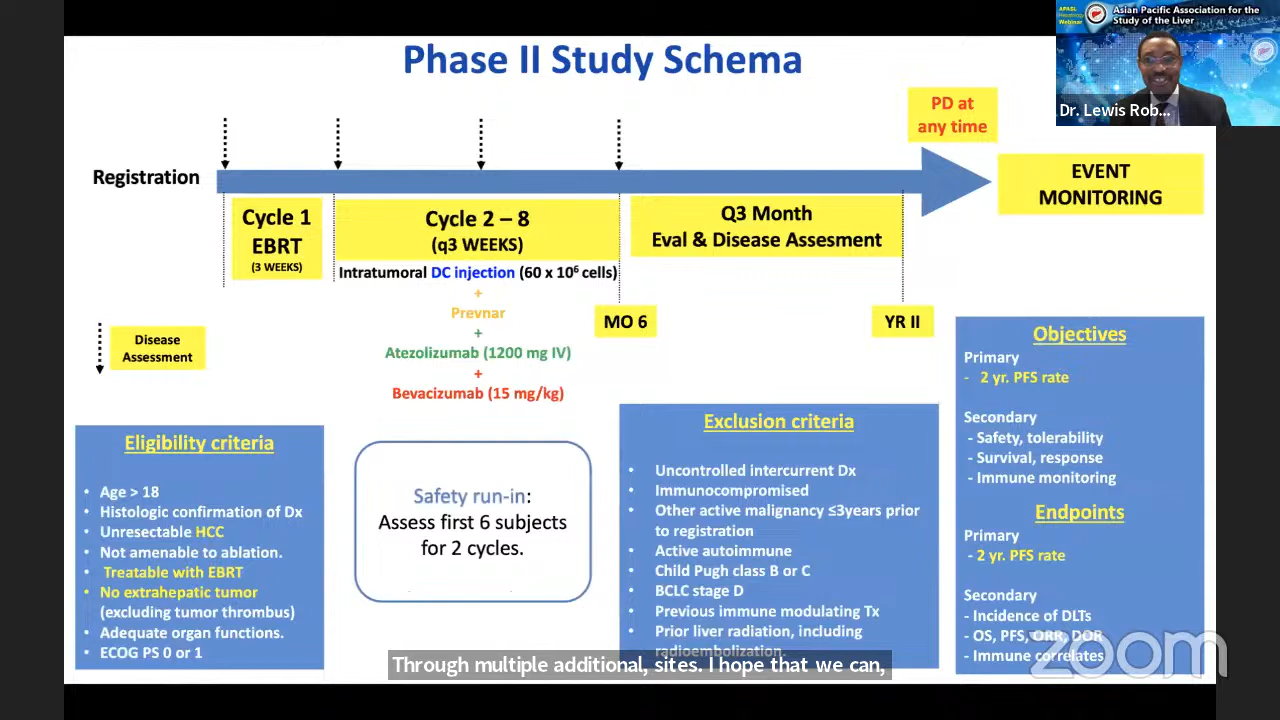 Phase II Study Schema
APASL
Hepatology
Webinar
Asian Pacific Association for the
Study of the Liver
Dr. Lewis Rob...
PD at
any time
Registration
EVENT
MONITORING
Cycle 1
EBRT
(3 WEEKS)
Cycle 2 – 8
(q3 WEEKS)
Q3 Month
Eval & Disease Assesment
Intratumoral DC injection (60 x 10⁶ cells)
+
Prevnar
+
Atezolizumab (1200 mg IV)
+
Bevacizumab (15 mg/kg)
MO 6
YR II
Disease
Assessment
Eligibility criteria
• Age > 18
• Histologic confirmation of Dx
• Unresectable HCC
• Not amenable to ablation.
• Treatable with EBRT
• No extrahepatic tumor
(excluding tumor thrombus)
• Adequate organ functions.
• ECOG PS 0 or 1
Safety run-in:
Assess first 6 subjects
for 2 cycles.
Exclusion criteria
• Uncontrolled intercurrent Dx
• Immunocompromised
• Other active malignancy ≤3years prior
to registration
• Active autoimmune
• Child Pugh class B or C
• BCLC stage D
• Previous immune modulating Tx
• Prior liver radiation, including
radioembolization.
Objectives
Primary
- 2 yr. PFS rate
Secondary
- Safety, tolerability
- Survival, response
- Immune monitoring
Endpoints
Primary
- 2 yr. PFS rate
Secondary
- Incidence of DLTs
- OS, PFS, ORR, DOR
- Immune correlates
zoom
Through multiple additional, sites. I hope that we can,